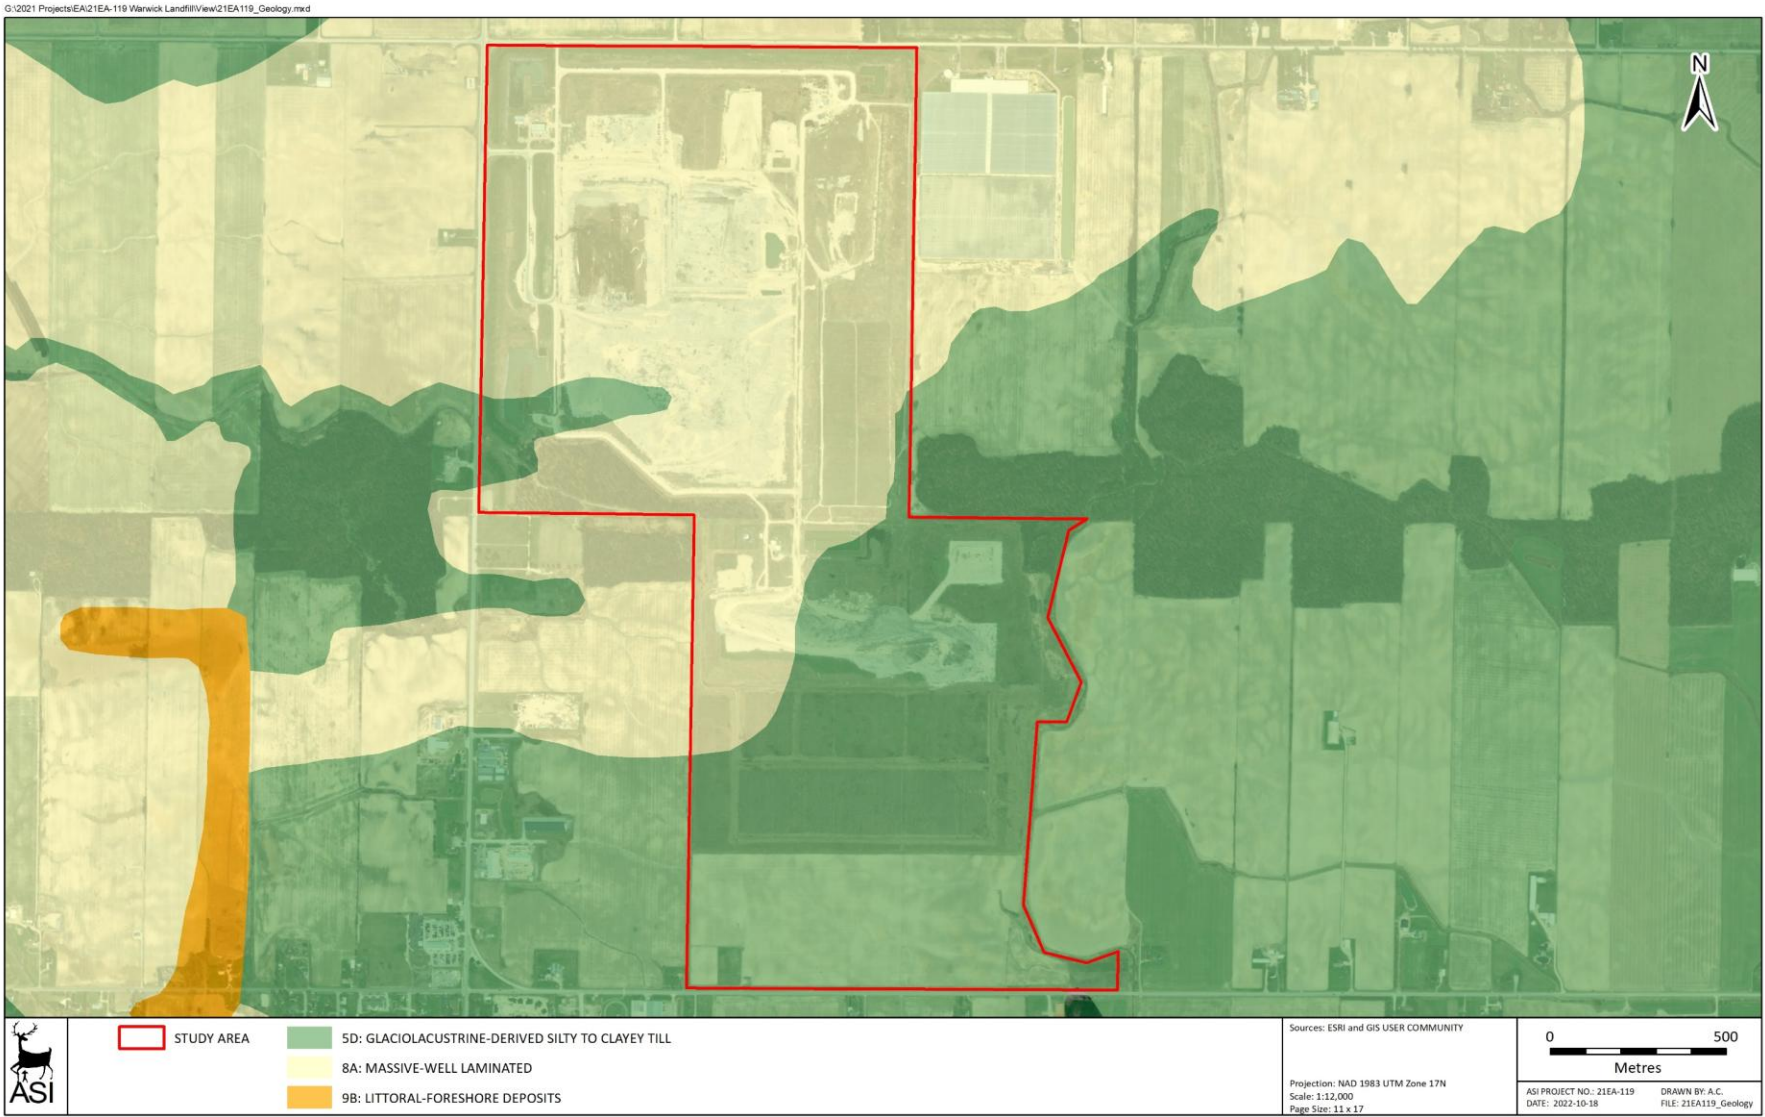 G:\2021 Projects\EA\21EA-119 Warwick Landfill\View\21EA119_Geology.mxd
N
STUDY AREA
5D: GLACIOLACUSTRINE-DERIVED SILTY TO CLAYEY TILL
8A: MASSIVE-WELL LAMINATED
9B: LITTORAL-FORESHORE DEPOSITS
ASI
Sources: ESRI and GIS USER COMMUNITY
Projection: NAD 1983 UTM Zone 17N
Scale: 1:12,000
Page Size: 11 x 17
0 500
Metres
ASI PROJECT NO.: 21EA-119 DRAWN BY: A.C.
DATE: 2022-10-18 FILE: 21EA119_Geology